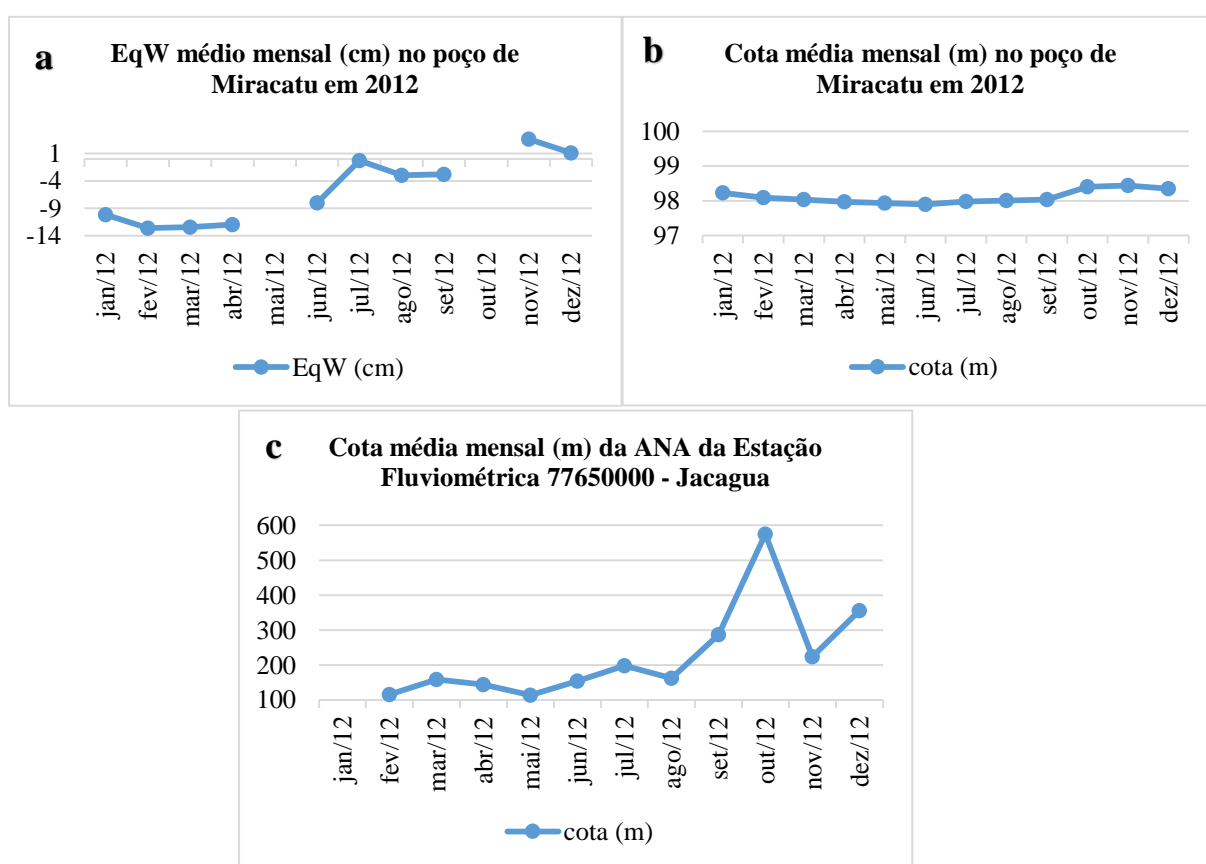 a
EqW médio mensal (cm) no poço de
Miracatu em 2012
1
-4
-9
-14
jan/12
fev/12
mar/12
abr/12
mai/12
jun/12
jul/12
ago/12
set/12
out/12
nov/12
dez/12
EqW (cm)
b
Cota média mensal (m) no poço de
Miracatu em 2012
100
99
98
97
jan/12
fev/12
mar/12
abr/12
mai/12
jun/12
jul/12
ago/12
set/12
out/12
nov/12
dez/12
cota (m)
c
Cota média mensal (m) da ANA da Estação
Fluviométrica 77650000 - Jacagua
600
500
400
300
200
100
jan/12
fev/12
mar/12
abr/12
mai/12
jun/12
jul/12
ago/12
set/12
out/12
nov/12
dez/12
cota (m)